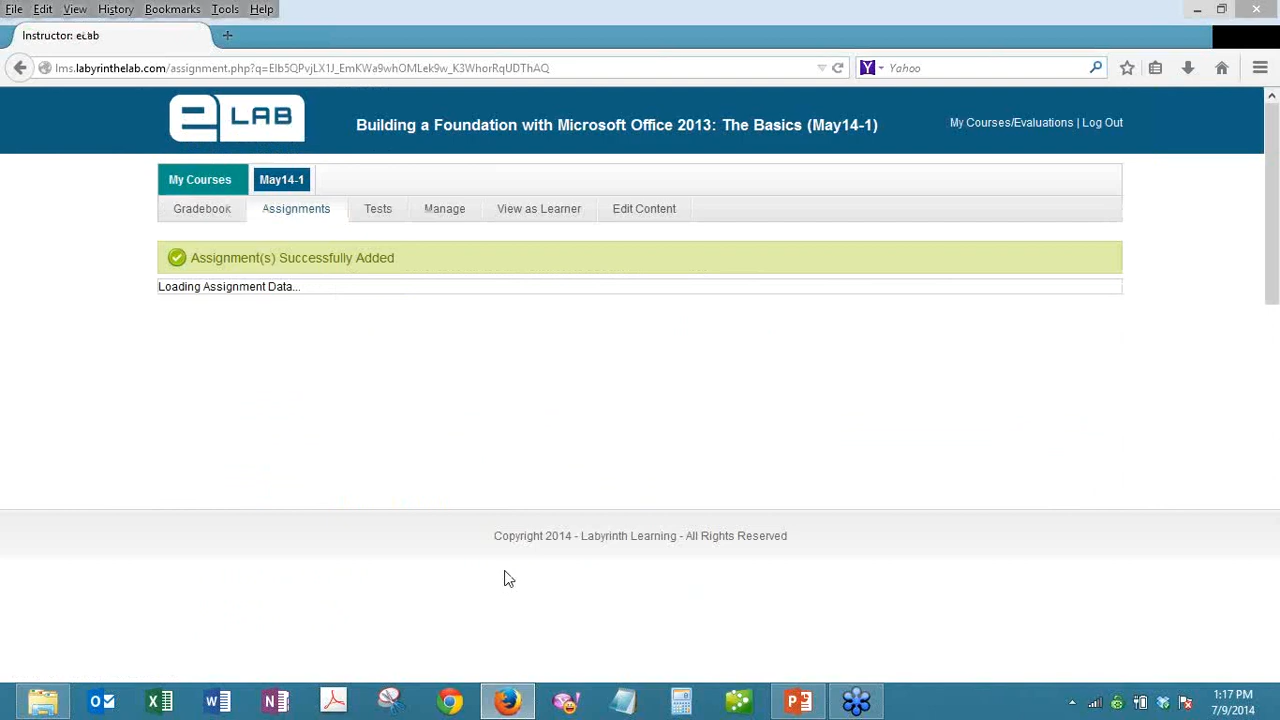 File Edit View History Bookmarks Tools Help
Instructor: eLab
lms.labyrinthelab.com/assignment.php?q=Elb5QPvjLX1J_EmKWa9whOMLek9w_K3WhorRqUDThAQ
Yahoo
LAB
Building a Foundation with Microsoft Office 2013: The Basics (May14-1)
My Courses/Evaluations | Log Out
My Courses May14-1
Gradebook Assignments Tests Manage View as Learner Edit Content
Assignment(s) Successfully Added
Loading Assignment Data...
Copyright 2014 - Labyrinth Learning - All Rights Reserved
1:17 PM
7/9/2014